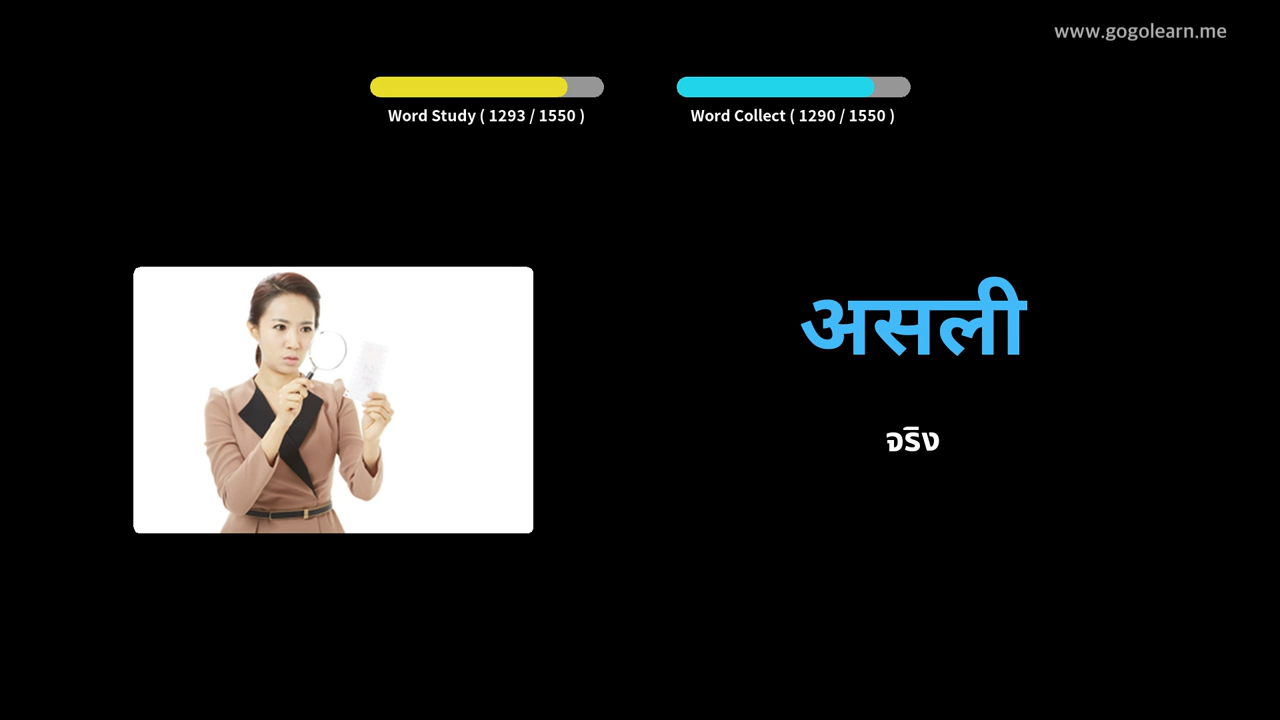 www.gogolearn.me
Word Study ( 1293 / 1550 )
Word Collect ( 1290 / 1550 )
असली
จริง